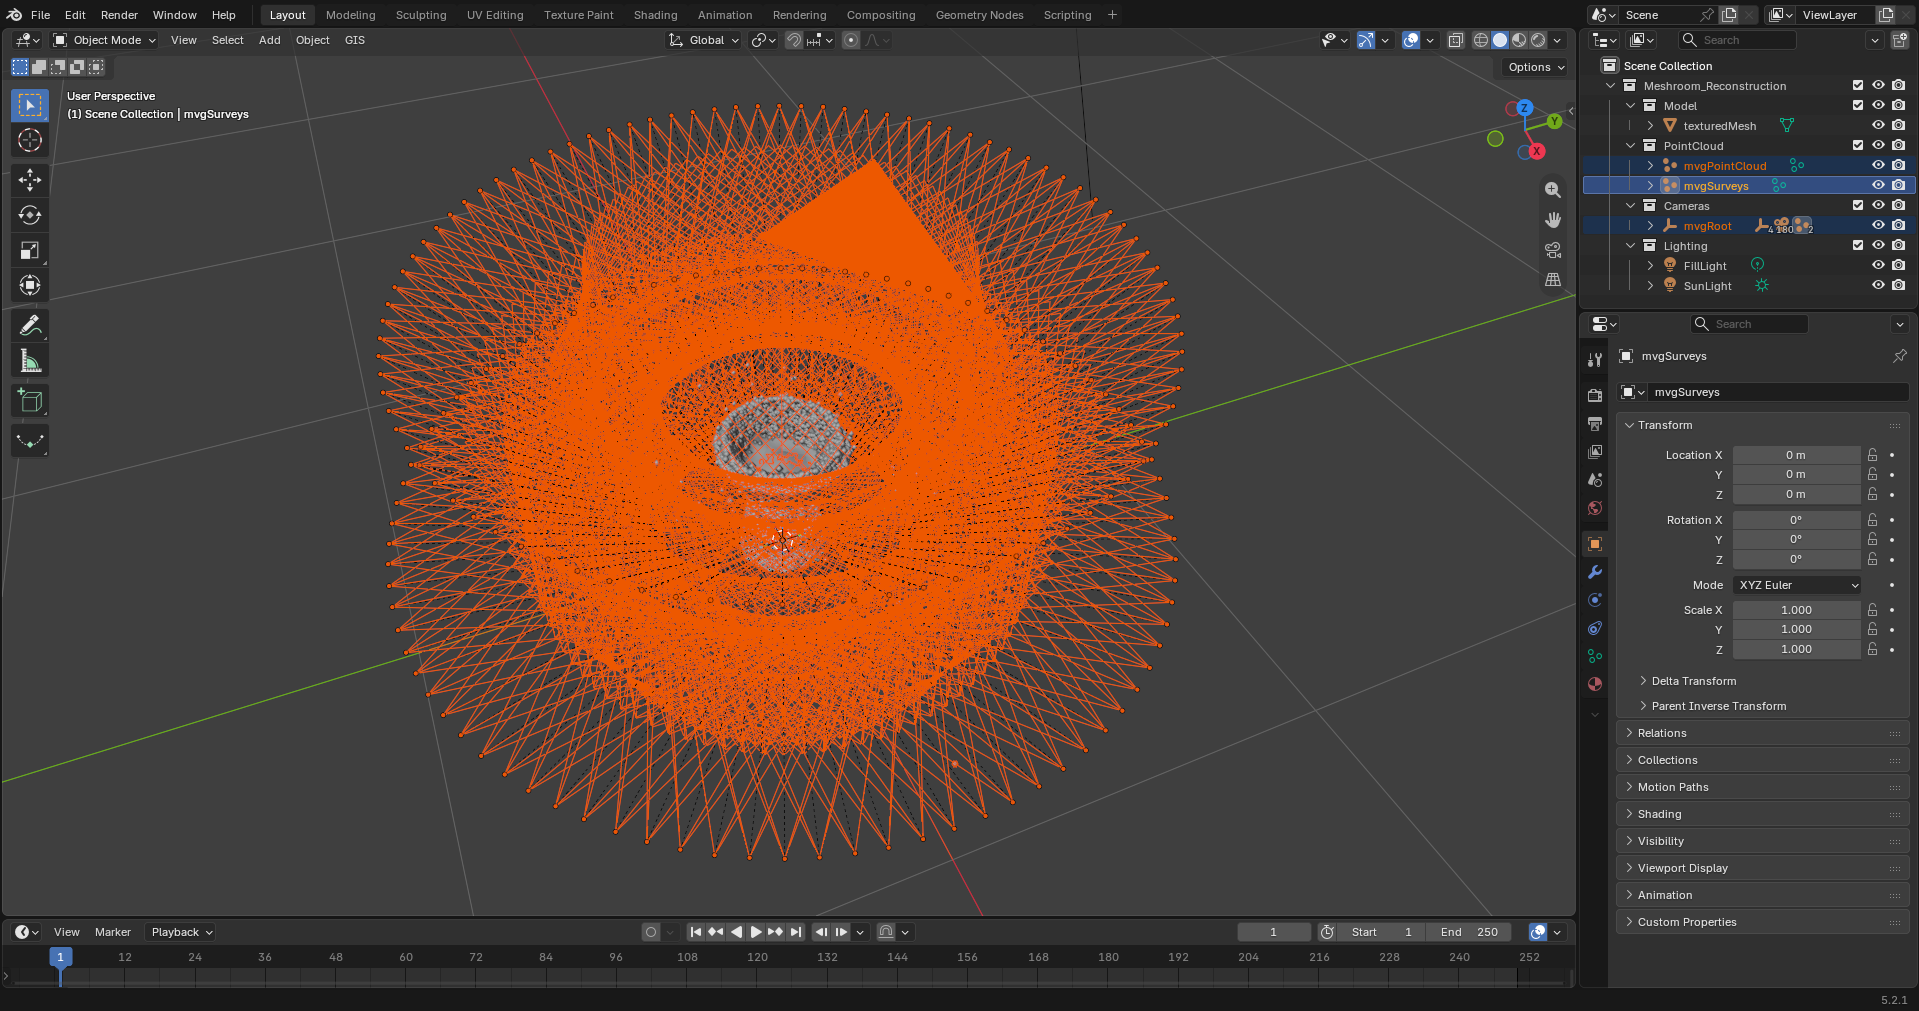 File Edit Render Window Help Layout Modeling Sculpting UV Editing Texture Paint Shading Animation Rendering Compositing Geometry Nodes Scripting + Scene ViewLayer
Object Mode View Select Add Object GIS Global Search
Options
User Perspective
(1) Scene Collection | mvgSurveys
Z
Y
X
Scene Collection
Meshroom_Reconstruction
Model
texturedMesh
PointCloud
mvgPointCloud
mvgSurveys
Cameras
mvgRoot 4 180 2
Lighting
FillLight
SunLight
Search
mvgSurveys
mvgSurveys
Transform
Location X 0 m
Y 0 m
Z 0 m
Rotation X 0°
Y 0°
Z 0°
Mode XYZ Euler
Scale X 1.000
Y 1.000
Z 1.000
Delta Transform
Parent Inverse Transform
Relations
Collections
Motion Paths
Shading
Visibility
Viewport Display
Animation
Custom Properties
View Marker Playback 1 Start 1 End 250
1 12 24 36 48 60 72 84 96 108 120 132 144 156 168 180 192 204 216 228 240 252
5.2.1